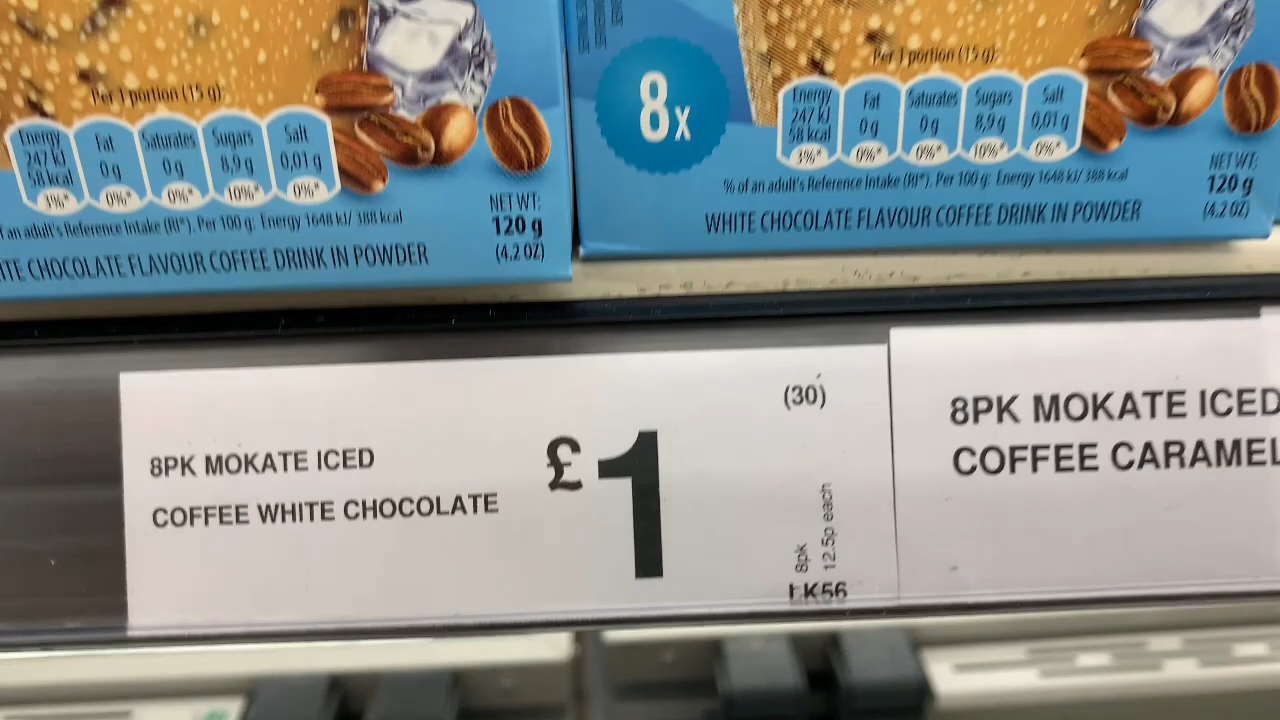 Per 1 portion (15 g):
Energy
247 kJ
58 kcal
3%*
Fat
0 g
0%*
Saturates
0 g
0%*
Sugars
8,9 g
10%*
Salt
0,01 g
0%*
an adult's Reference Intake (RI*). Per 100 g: Energy 1648 kJ/ 388 kcal
NET WT:
120 g
(4.2 OZ)
ITE CHOCOLATE FLAVOUR COFFEE DRINK IN POWDER
8x
Per 1 portion (15 g):
Energy
247 kJ
58 kcal
3%*
Fat
0 g
0%*
Saturates
0 g
0%*
Sugars
8,9 g
10%*
Salt
0,01 g
0%*
% of an adult's Reference Intake (RI*). Per 100 g: Energy 1648 kJ/ 388 kcal
NET WT:
120 g
(4.2 OZ)
WHITE CHOCOLATE FLAVOUR COFFEE DRINK IN POWDER
8PK MOKATE ICED
COFFEE WHITE CHOCOLATE
£1
(30)
8pk
12.5p each
LK56
8PK MOKATE ICED
COFFEE CARAMEL